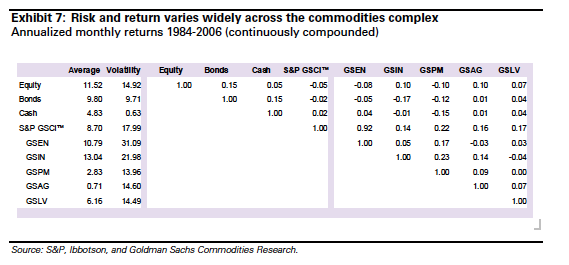 Exhibit 7: Risk and return varies widely across the commodities complex
Annualized monthly returns 1984-2006 (continuously compounded)
Average Volatility Equity Bonds Cash S&P GSCI™ GSEN GSIN GSPM GSAG GSLV
Equity 11.52 14.92 1.00 0.15 0.05 -0.05 -0.08 0.10 -0.10 0.10 0.07
Bonds 9.80 9.71 1.00 0.15 -0.02 -0.05 -0.17 -0.12 0.01 0.04
Cash 4.83 0.63 1.00 0.02 0.04 -0.01 -0.15 0.01 0.04
S&P GSCI™ 8.70 17.99 1.00 0.92 0.14 0.22 0.16 0.17
GSEN 10.79 31.09 1.00 0.05 0.17 -0.03 0.03
GSIN 13.04 21.98 1.00 0.23 0.14 -0.04
GSPM 2.83 13.96 1.00 0.09 0.00
GSAG 0.71 14.60 1.00 0.07
GSLV 6.16 14.49 1.00
Source: S&P, Ibbotson, and Goldman Sachs Commodities Research.